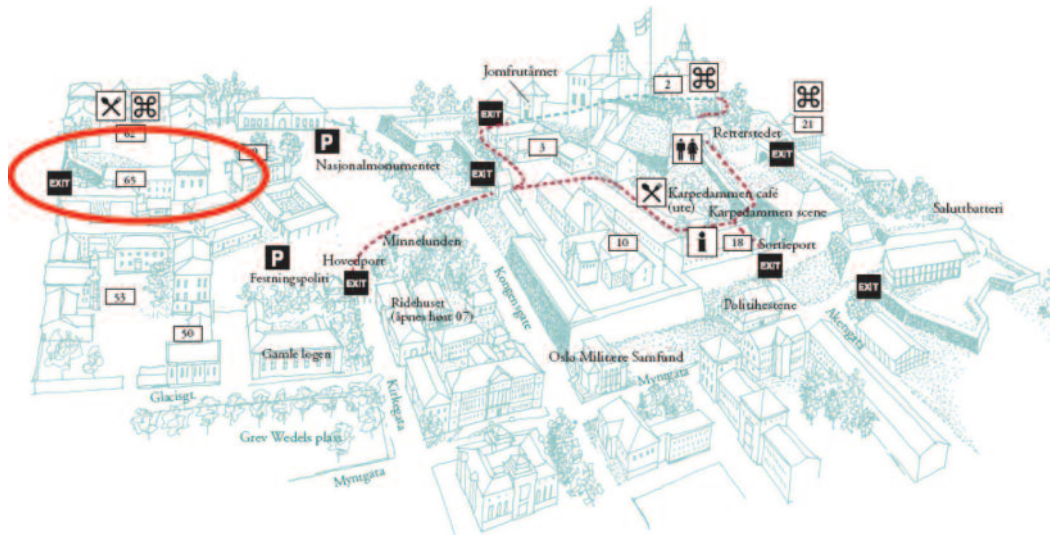 Jomfrutårnet
2
EXIT
62
P
Nasjonalmonumentet
3
Retterstedet
21
EXIT
EXIT
65
EXIT
Karpedammen café
(ute)
Karpedammen scene
Saluttbatteri
Minnelunden
10
i
18
Sortieport
P
Hovedport
Festningspoliti
EXIT
EXIT
EXIT
53
Ridehuset
(åpnes høst 07)
Kongensgate
Politihestene
Akersgata
50
Gamle logen
Oslo Militære Samfund
Myntgata
Glacisgt.
Kirkegata
Grev Wedels plass
Myntgata